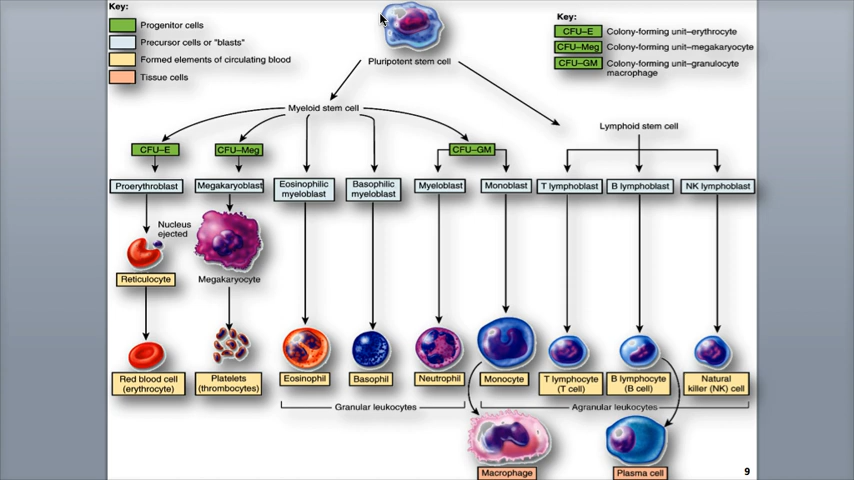 Key:
Progenitor cells
Precursor cells or "blasts"
Formed elements of circulating blood
Tissue cells
Key:
CFU–E Colony-forming unit–erythrocyte
CFU–Meg Colony-forming unit–megakaryocyte
CFU–GM Colony-forming unit–granulocyte
macrophage
Pluripotent stem cell
Myeloid stem cell
Lymphoid stem cell
CFU–E
CFU–Meg
CFU–GM
Proerythroblast
Megakaryoblast
Eosinophilic
myeloblast
Basophilic
myeloblast
Myeloblast
Monoblast
T lymphoblast
B lymphoblast
NK lymphoblast
Nucleus
ejected
Reticulocyte
Megakaryocyte
Red blood cell
(erythrocyte)
Platelets
(thrombocytes)
Eosinophil
Basophil
Neutrophil
Monocyte
T lymphocyte
(T cell)
B lymphocyte
(B cell)
Natural
killer (NK) cell
Granular leukocytes
Agranular leukocytes
Macrophage
Plasma cell
9